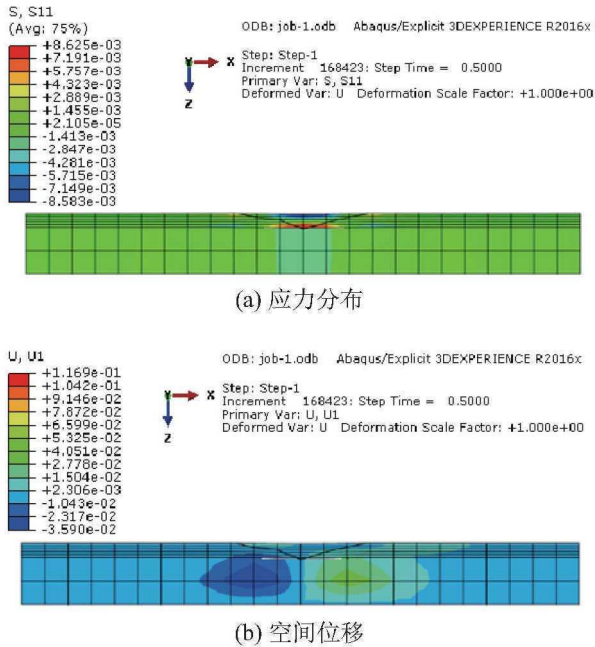 S, S11
(Avg: 75%)
+8.625e-03
+7.191e-03
+5.757e-03
+4.323e-03
+2.889e-03
+1.455e-03
+2.105e-05
-1.413e-03
-2.847e-03
-4.281e-03
-5.715e-03
-7.149e-03
-8.583e-03
ODB: job-1.odb Abaqus/Explicit 3DEXPERIENCE R2016x
Y X Step: Step-1
Z
Increment 168423: Step Time = 0.5000
Primary Var: S, S11
Deformed Var: U Deformation Scale Factor: +1.000e+00
(a) 应力分布
U, U1
+1.169e-01
+1.042e-01
+9.146e-02
+7.872e-02
+6.599e-02
+5.325e-02
+4.051e-02
+2.778e-02
+1.504e-02
+2.306e-03
-1.043e-02
-2.317e-02
-3.590e-02
ODB: job-1.odb Abaqus/Explicit 3DEXPERIENCE R2016x
Y X Step: Step-1
Z
Increment 168423: Step Time = 0.5000
Primary Var: U, U1
Deformed Var: U Deformation Scale Factor: +1.000e+00
(b) 空间位移